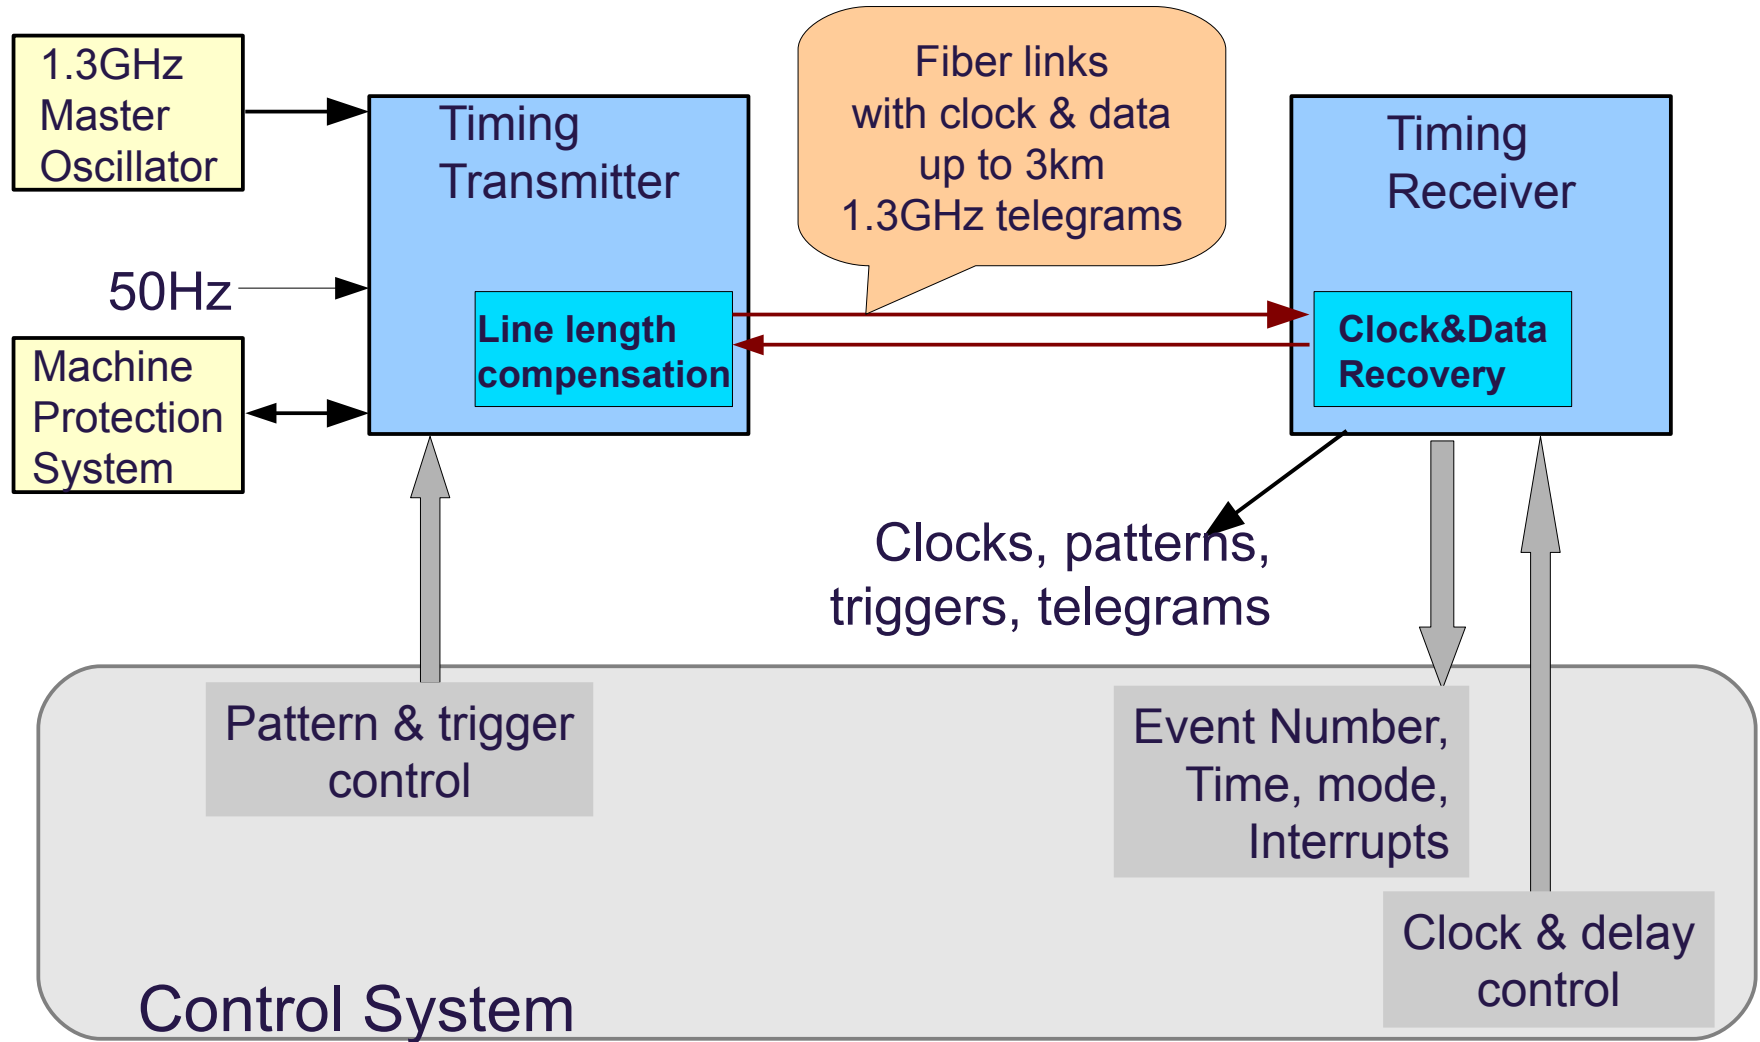 1.3GHz
Master
Oscillator
Timing
Transmitter
Fiber links
with clock & data
up to 3km
1.3GHz telegrams
Timing
Receiver
50Hz
Line length
compensation
Clock&Data
Recovery
Machine
Protection
System
Clocks, patterns,
triggers, telegrams
Pattern & trigger
control
Event Number,
Time, mode,
Interrupts
Clock & delay
control
Control System